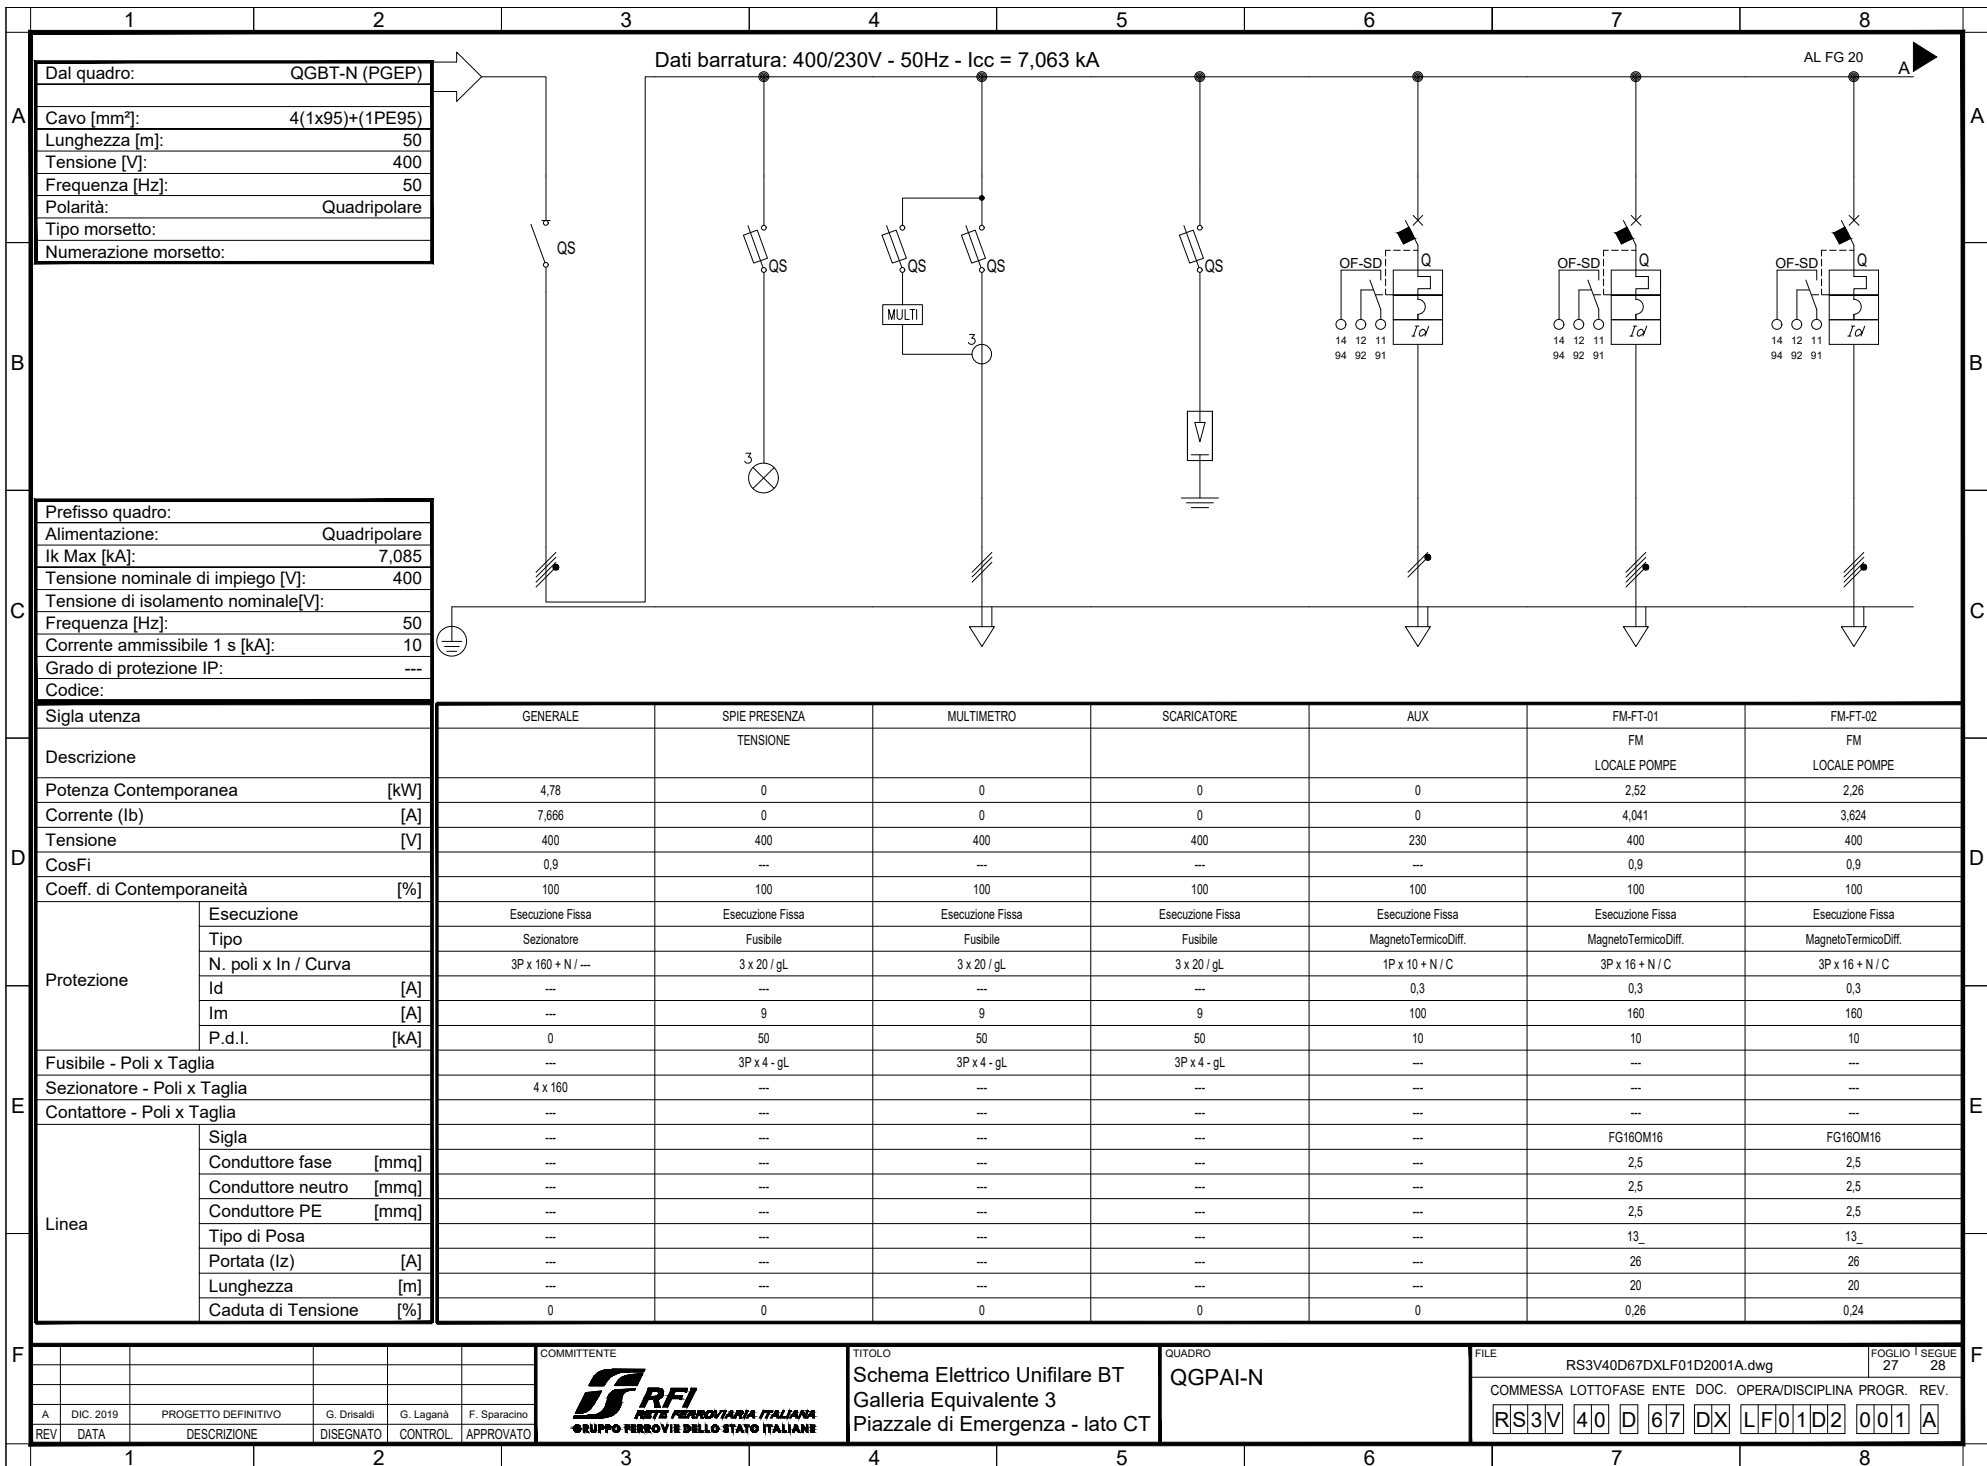 1 2 3 4 5 6 7 8
Dati barratura: 400/230V - 50Hz - Icc = 7,063 kA
AL FG 20 A
Dal quadro: QGBT-N (PGEP)
Cavo [mm²]: 4(1x95)+(1PE95)
Lunghezza [m]: 50
Tensione [V]: 400
Frequenza [Hz]: 50
Polarità: Quadripolare
Tipo morsetto:
Numerazione morsetto:
A A
QS QS QS QS QS
OF-SD Q OF-SD Q OF-SD Q
MULTI
3
Id Id Id
14 12 11 14 12 11 14 12 11
94 92 91 94 92 91 94 92 91
B B
3
Prefisso quadro:
Alimentazione: Quadripolare
Ik Max [kA]: 7,085
Tensione nominale di impiego [V]: 400
Tensione di isolamento nominale[V]:
Frequenza [Hz]: 50
Corrente ammissibile 1 s [kA]: 10
Grado di protezione IP: ---
Codice:
C C
Sigla utenza GENERALE SPIE PRESENZA MULTIMETRO SCARICATORE AUX FM-FT-01 FM-FT-02
Descrizione TENSIONE FM FM
LOCALE POMPE LOCALE POMPE
Potenza Contemporanea [kW] 4,78 0 0 0 0 2,52 2,26
Corrente (Ib) [A] 7,666 0 0 0 0 4,041 3,624
Tensione [V] 400 400 400 400 230 400 400
CosFi 0,9 --- --- --- --- 0,9 0,9
Coeff. di Contemporaneità [%] 100 100 100 100 100 100 100
D D
Protezione
Esecuzione Esecuzione Fissa Esecuzione Fissa Esecuzione Fissa Esecuzione Fissa Esecuzione Fissa Esecuzione Fissa Esecuzione Fissa
Tipo Sezionatore Fusibile Fusibile Fusibile MagnetoTermicoDiff. MagnetoTermicoDiff. MagnetoTermicoDiff.
N. poli x In / Curva 3P x 160 + N / --- 3 x 20 / gL 3 x 20 / gL 3 x 20 / gL 1P x 10 + N / C 3P x 16 + N / C 3P x 16 + N / C
Id [A] --- --- --- --- 0,3 0,3 0,3
Im [A] --- 9 9 9 100 160 160
P.d.I. [kA] 0 50 50 50 10 10 10
Fusibile - Poli x Taglia --- 3P x 4 - gL 3P x 4 - gL 3P x 4 - gL --- --- ---
Sezionatore - Poli x Taglia 4 x 160 --- --- --- --- --- ---
Contattore - Poli x Taglia --- --- --- --- --- --- ---
E E
Linea
Sigla --- --- --- --- --- FG16OM16 FG16OM16
Conduttore fase [mmq] --- --- --- --- --- 2,5 2,5
Conduttore neutro [mmq] --- --- --- --- --- 2,5 2,5
Conduttore PE [mmq] --- --- --- --- --- 2,5 2,5
Tipo di Posa --- --- --- --- --- 13_ 13_
Portata (Iz) [A] --- --- --- --- --- 26 26
Lunghezza [m] --- --- --- --- --- 20 20
Caduta di Tensione [%] 0 0 0 0 0 0,26 0,24
F F
A DIC. 2019 PROGETTO DEFINITIVO G. Drisaldi G. Laganà F. Sparacino
REV DATA DESCRIZIONE DISEGNATO CONTROL. APPROVATO
COMMITTENTE
RFI
RETE FERROVIARIA ITALIANA
GRUPPO FERROVIE DELLO STATO ITALIANE
TITOLO
Schema Elettrico Unifilare BT
Galleria Equivalente 3
Piazzale di Emergenza - lato CT
QUADRO
QGPAI-N
FILE
RS3V40D67DXLF01D2001A.dwg
FOGLIO SEGUE
27 28
COMMESSA LOTTO FASE ENTE DOC. OPERA/DISCIPLINA PROGR. REV.
RS3V 40 D 67 DX LF01D2 001 A
1 2 3 4 5 6 7 8